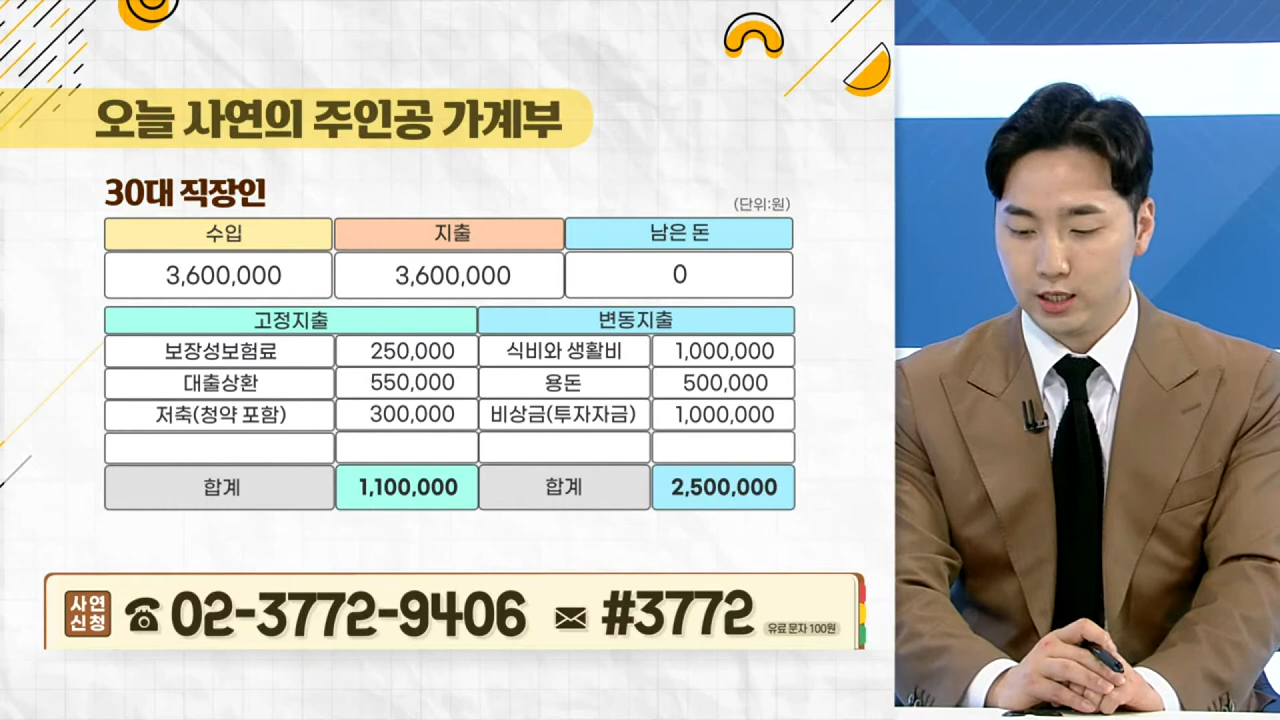 오늘 사연의 주인공 가계부
30대 직장인
(단위:원)
수입 지출 남은 돈
3,600,000 3,600,000 0
고정지출 변동지출
보장성보험료 250,000 식비와 생활비 1,000,000
대출상환 550,000 용돈 500,000
저축(청약 포함) 300,000 비상금(투자자금) 1,000,000
합계 1,100,000 합계 2,500,000
사연신청 02-3772-9406 #3772 유료 문자 100원